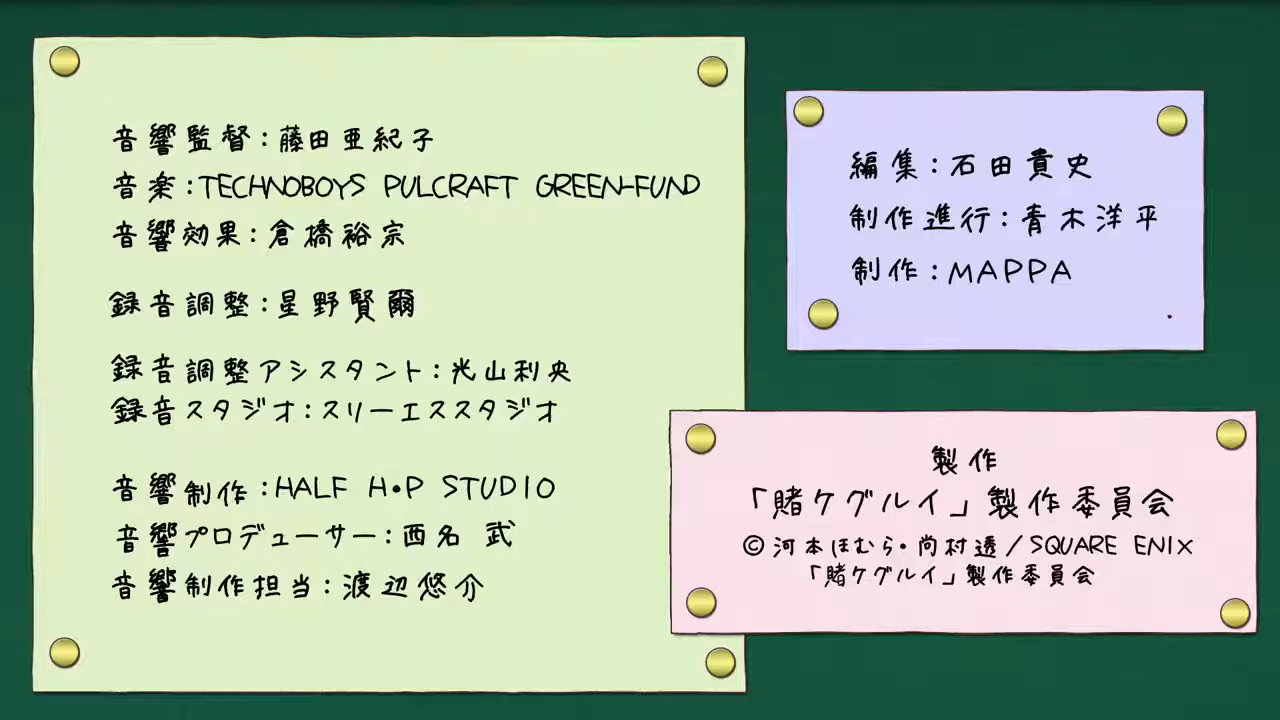 音響監督:藤田亜紀子
音楽:TECHNOBOYS PULCRAFT GREEN-FUND
音響効果:倉橋裕宗
録音調整:星野賢爾
録音調整アシスタント:光山利央
録音スタジオ:スリーエススタジオ
音響制作:HALF H・P STUDIO
音響プロデューサー:西名 武
音響制作担当:渡辺悠介
編集:石田貴史
制作進行:青木洋平
制作:MAPPA
製作
「賭ケグルイ」製作委員会
©河本ほむら・尚村透/SQUARE ENIX
「賭ケグルイ」製作委員会